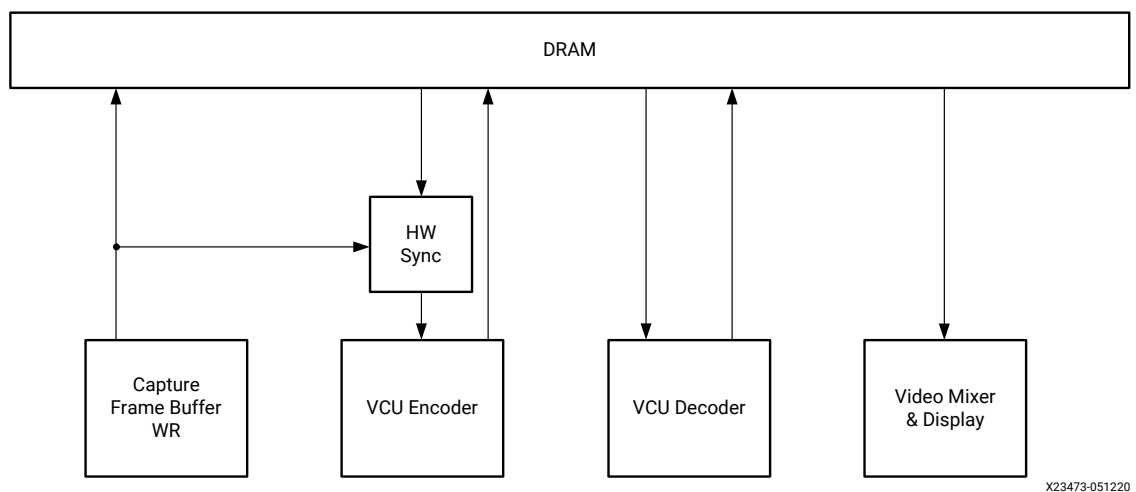 DRAM
HW
Sync
Capture
Frame Buffer
WR
VCU Encoder
VCU Decoder
Video Mixer
& Display
X23473-051220